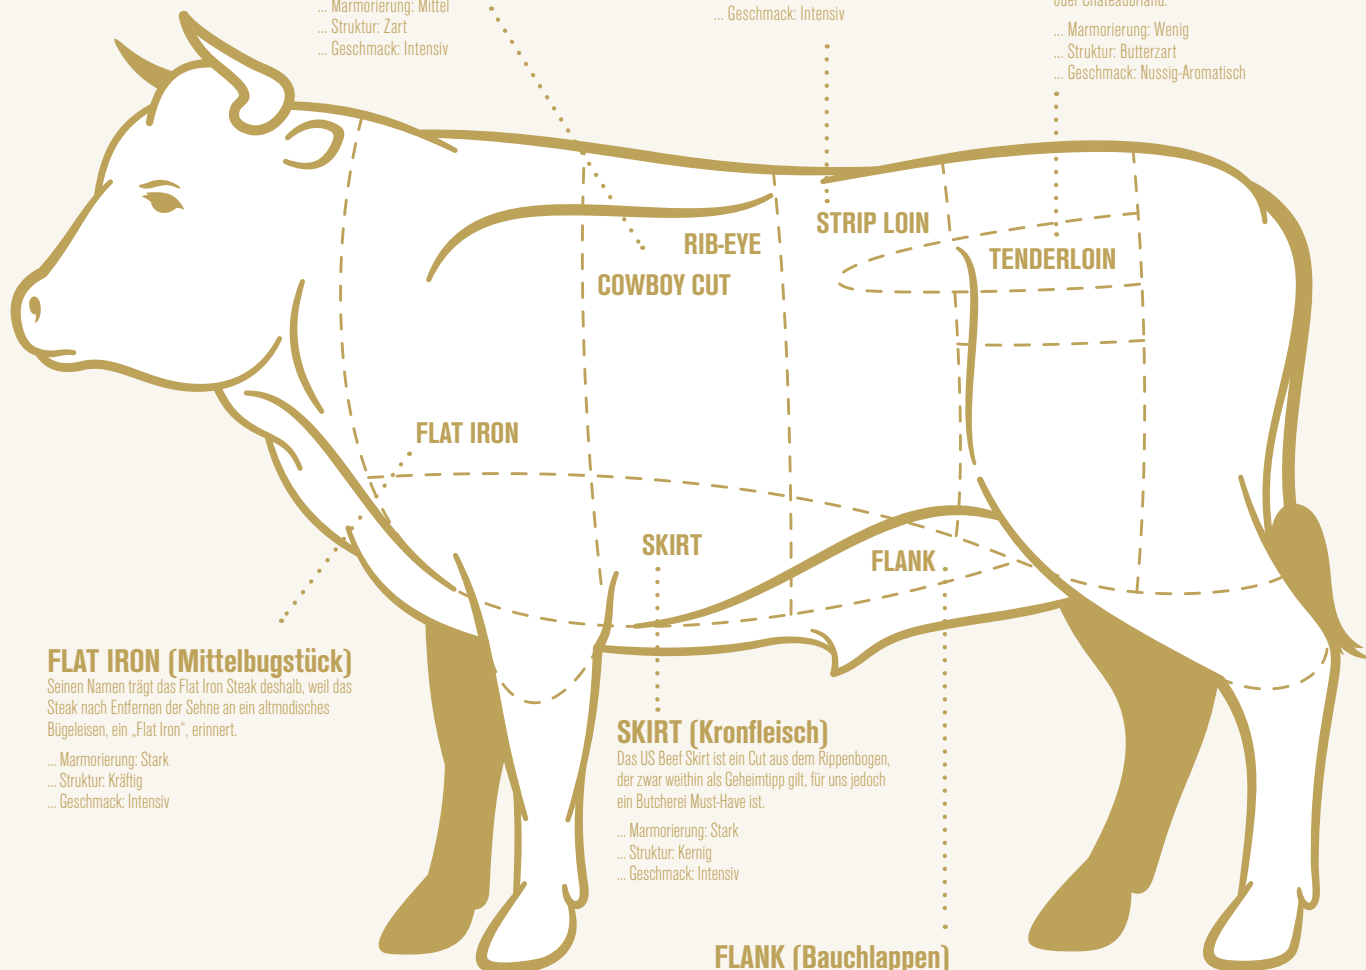 ... Marmorierung: Mittel
... Struktur: Zart
... Geschmack: Intensiv
... Geschmack: Intensiv
oder Chateaubriand.
... Marmorierung: Wenig
... Struktur: Butterzart
... Geschmack: Nussig-Aromatisch
STRIP LOIN
RIB-EYE
TENDERLOIN
COWBOY CUT
FLAT IRON
SKIRT
FLANK
FLAT IRON (Mittelbugstück)
Seinen Namen trägt das Flat Iron Steak deshalb, weil das
Steak nach Entfernen der Sehne an ein altmodisches
Bügeleisen, ein „Flat Iron“, erinnert.
... Marmorierung: Stark
... Struktur: Kräftig
... Geschmack: Intensiv
SKIRT (Kronfleisch)
Das US Beef Skirt ist ein Cut aus dem Rippenbogen,
der zwar weithin als Geheimtipp gilt, für uns jedoch
ein Butcherei Must-Have ist.
... Marmorierung: Stark
... Struktur: Kernig
... Geschmack: Intensiv
FLANK (Bauchlappen)